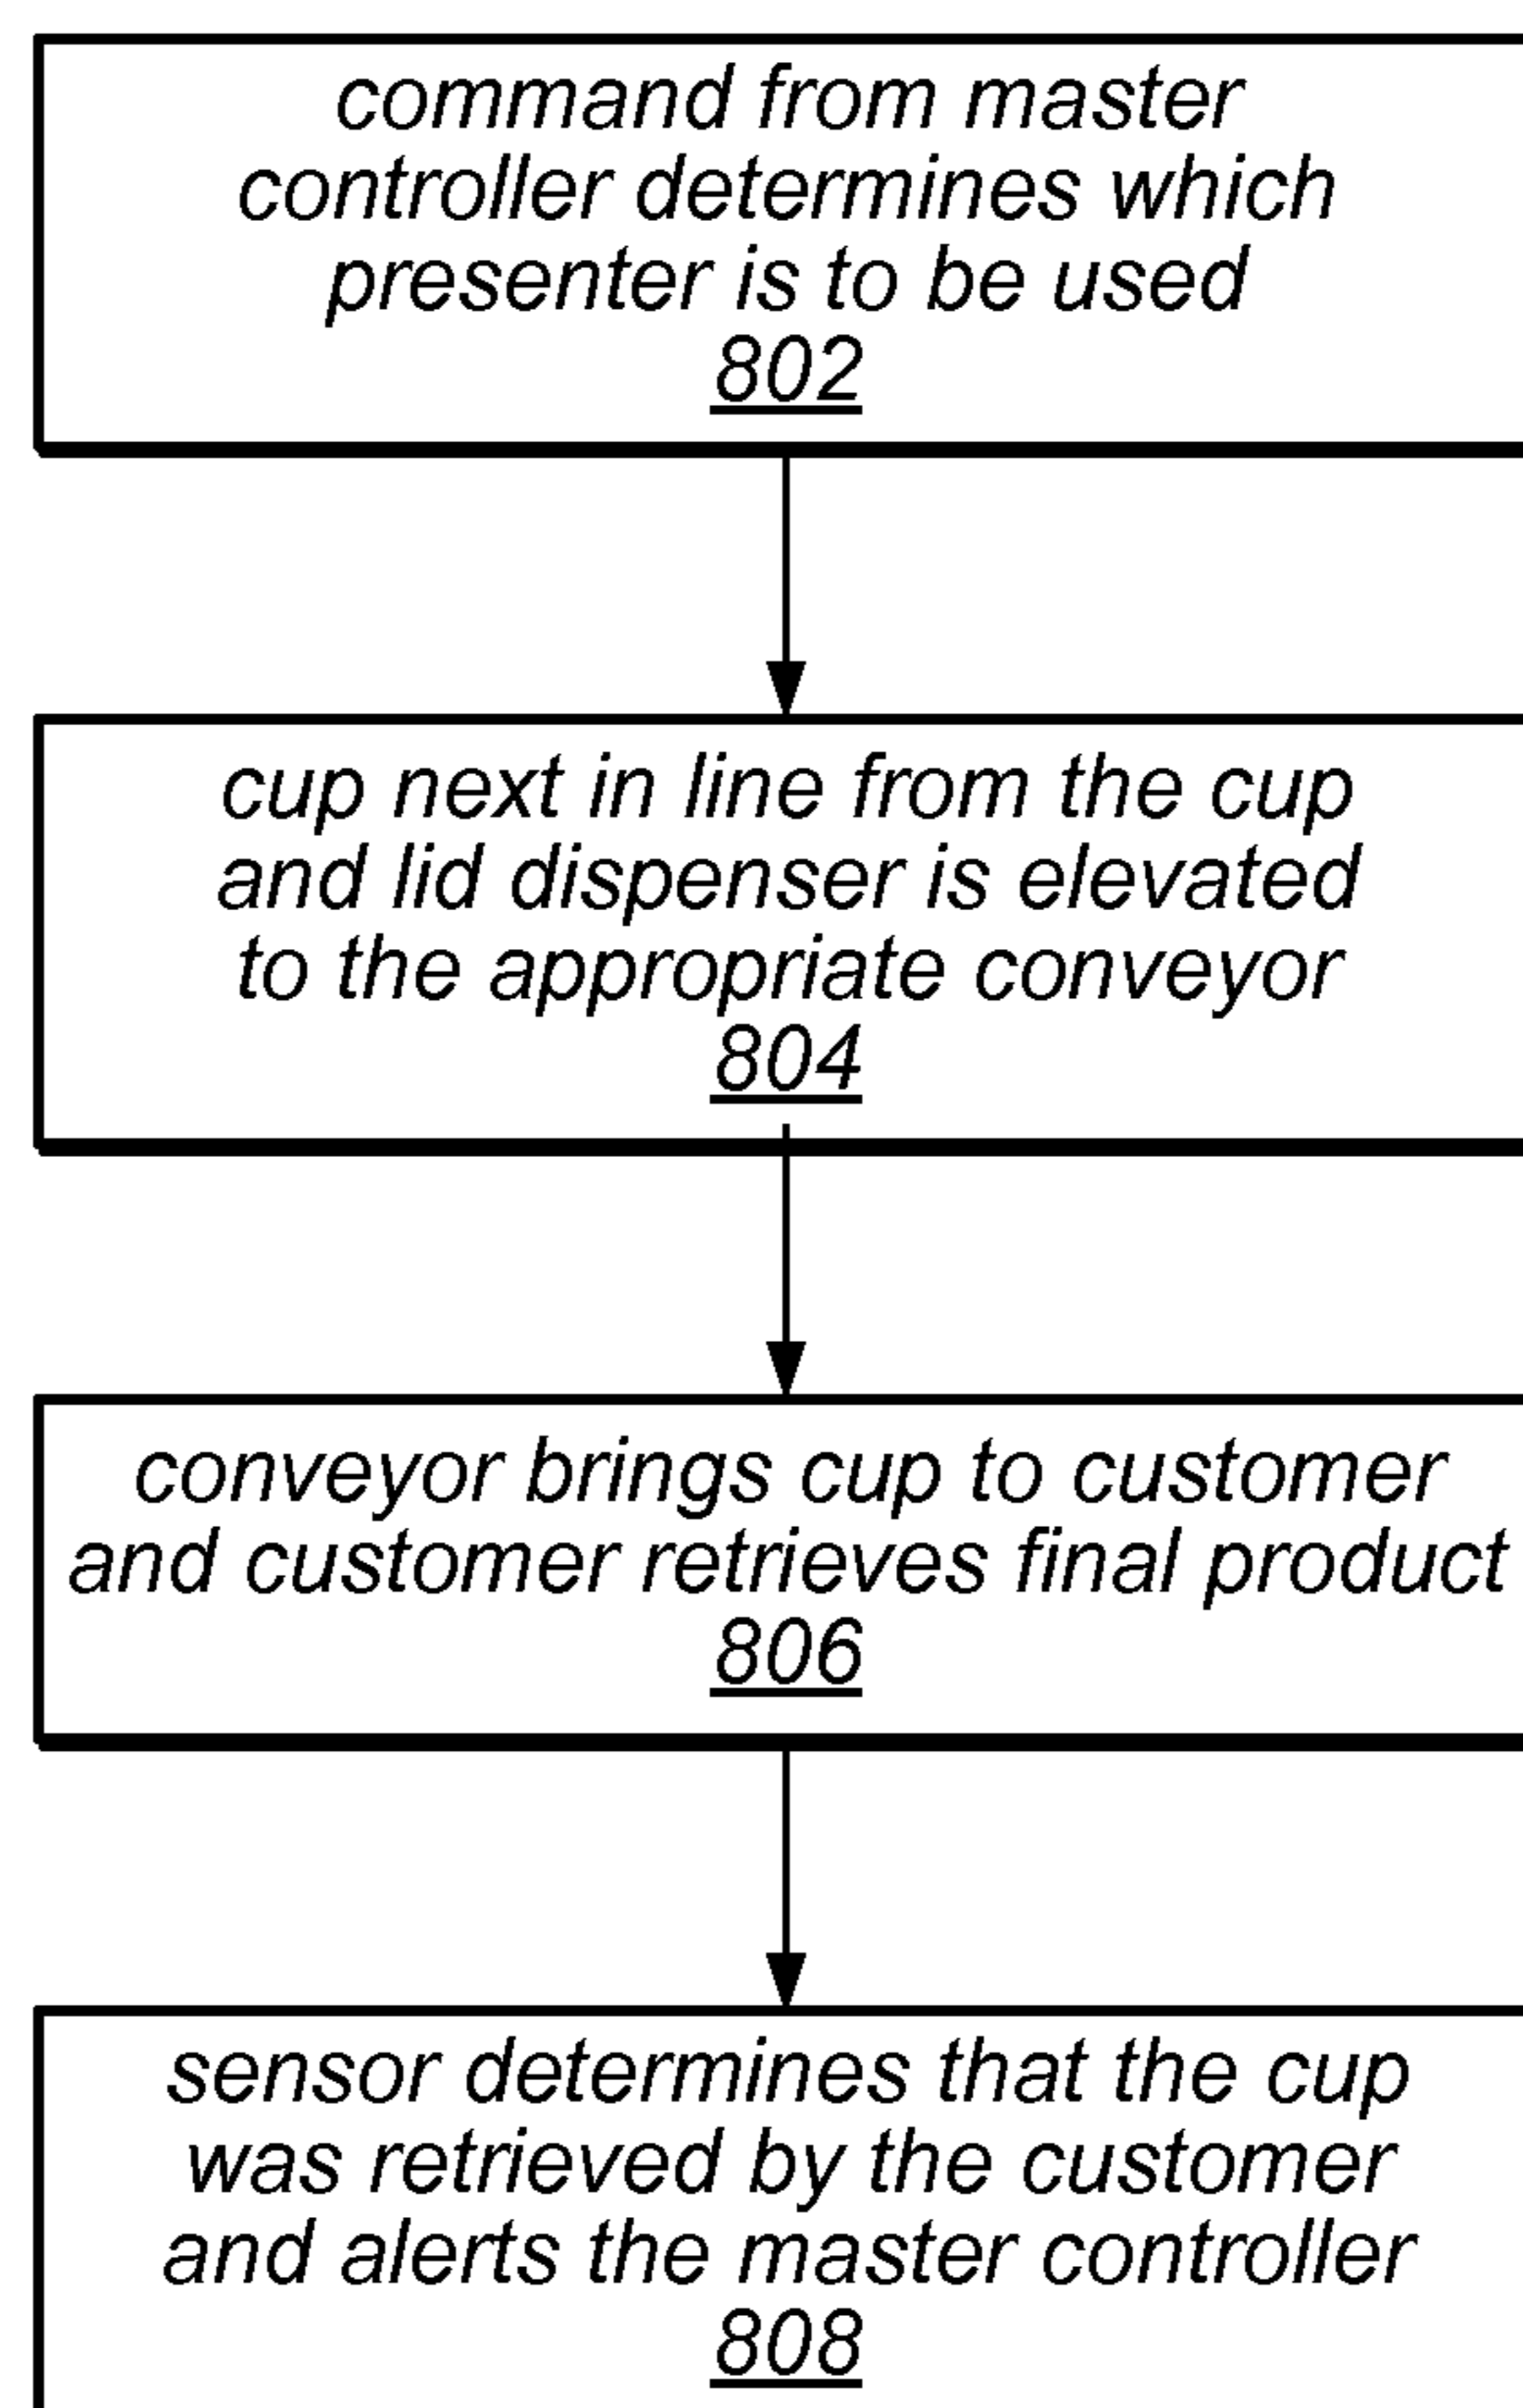 command from master
controller determines which
presenter is to be used
802
cup next in line from the cup
and lid dispenser is elevated
to the appropriate conveyor
804
conveyor brings cup to customer
and customer retrieves final product
806
sensor determines that the cup
was retrieved by the customer
and alerts the master controller
808